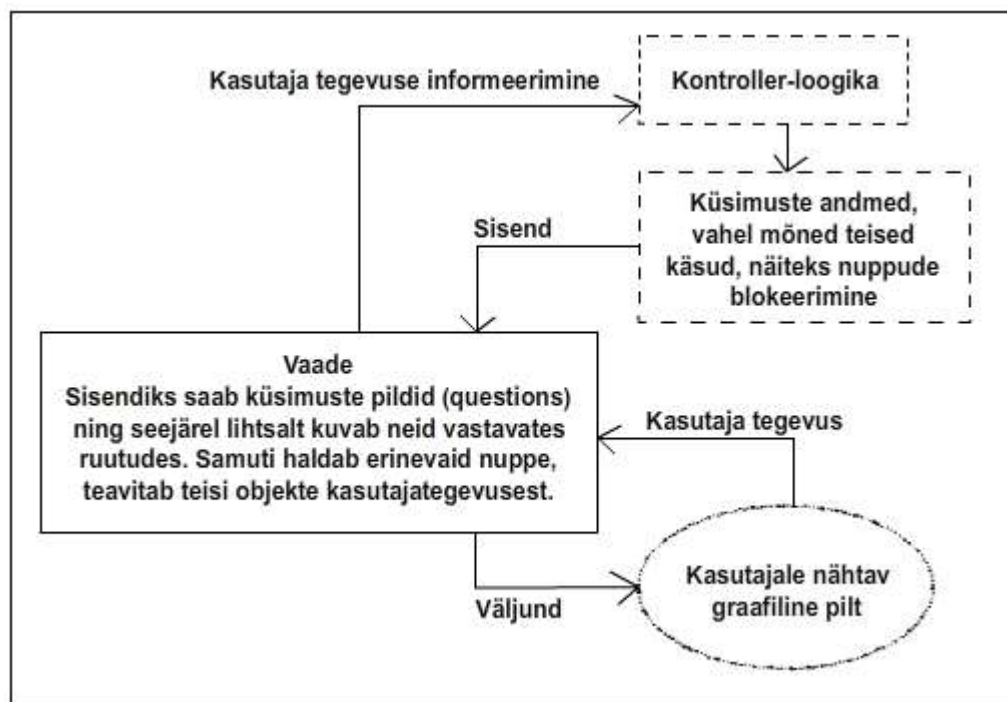 Kasutaja tegevuse informeerimine
Kontroller-loogika
Küsimuste andmed,
vahel mõned teised
käsud, näiteks nuppude
blokeerimine
Sisend
Vaade
Sisendiks saab küsimuste pildid (questions)
ning seejärel lihtsalt kuvab neid vastavates
ruutudes. Samuti haldab erinevaid nuppe,
teavitab teisi objekte kasutajategevusest.
Kasutaja tegevus
Kasutajale nähtav
graafiline pilt
Väljund